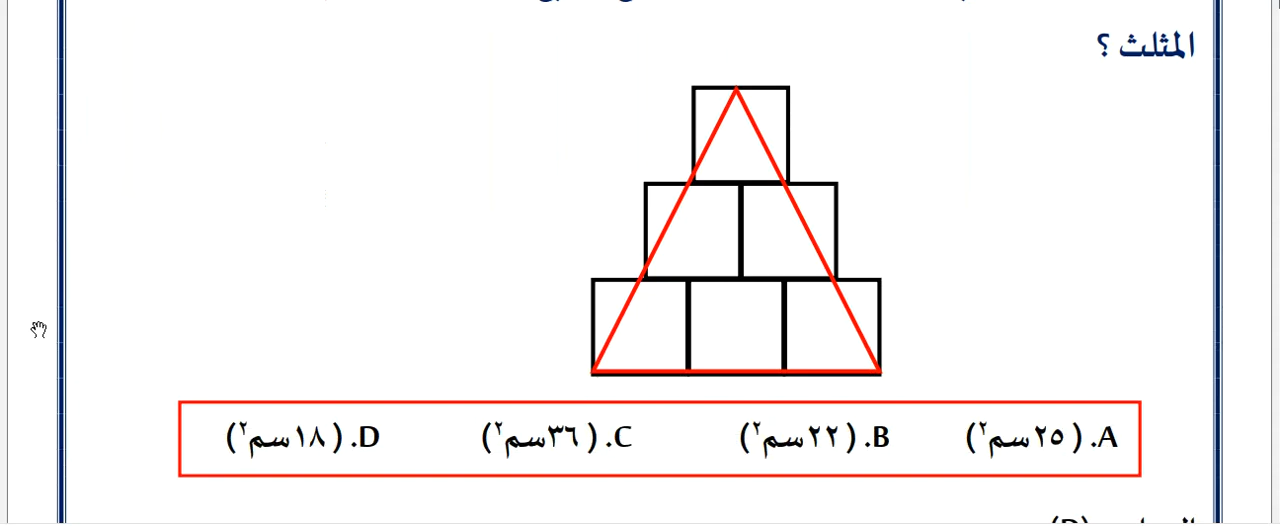 المثلث ؟
A. ( ٢٥سم٢) B. ( ٢٢سم٢) C. ( ٣٦سم٢) D. ( ١٨سم٢)